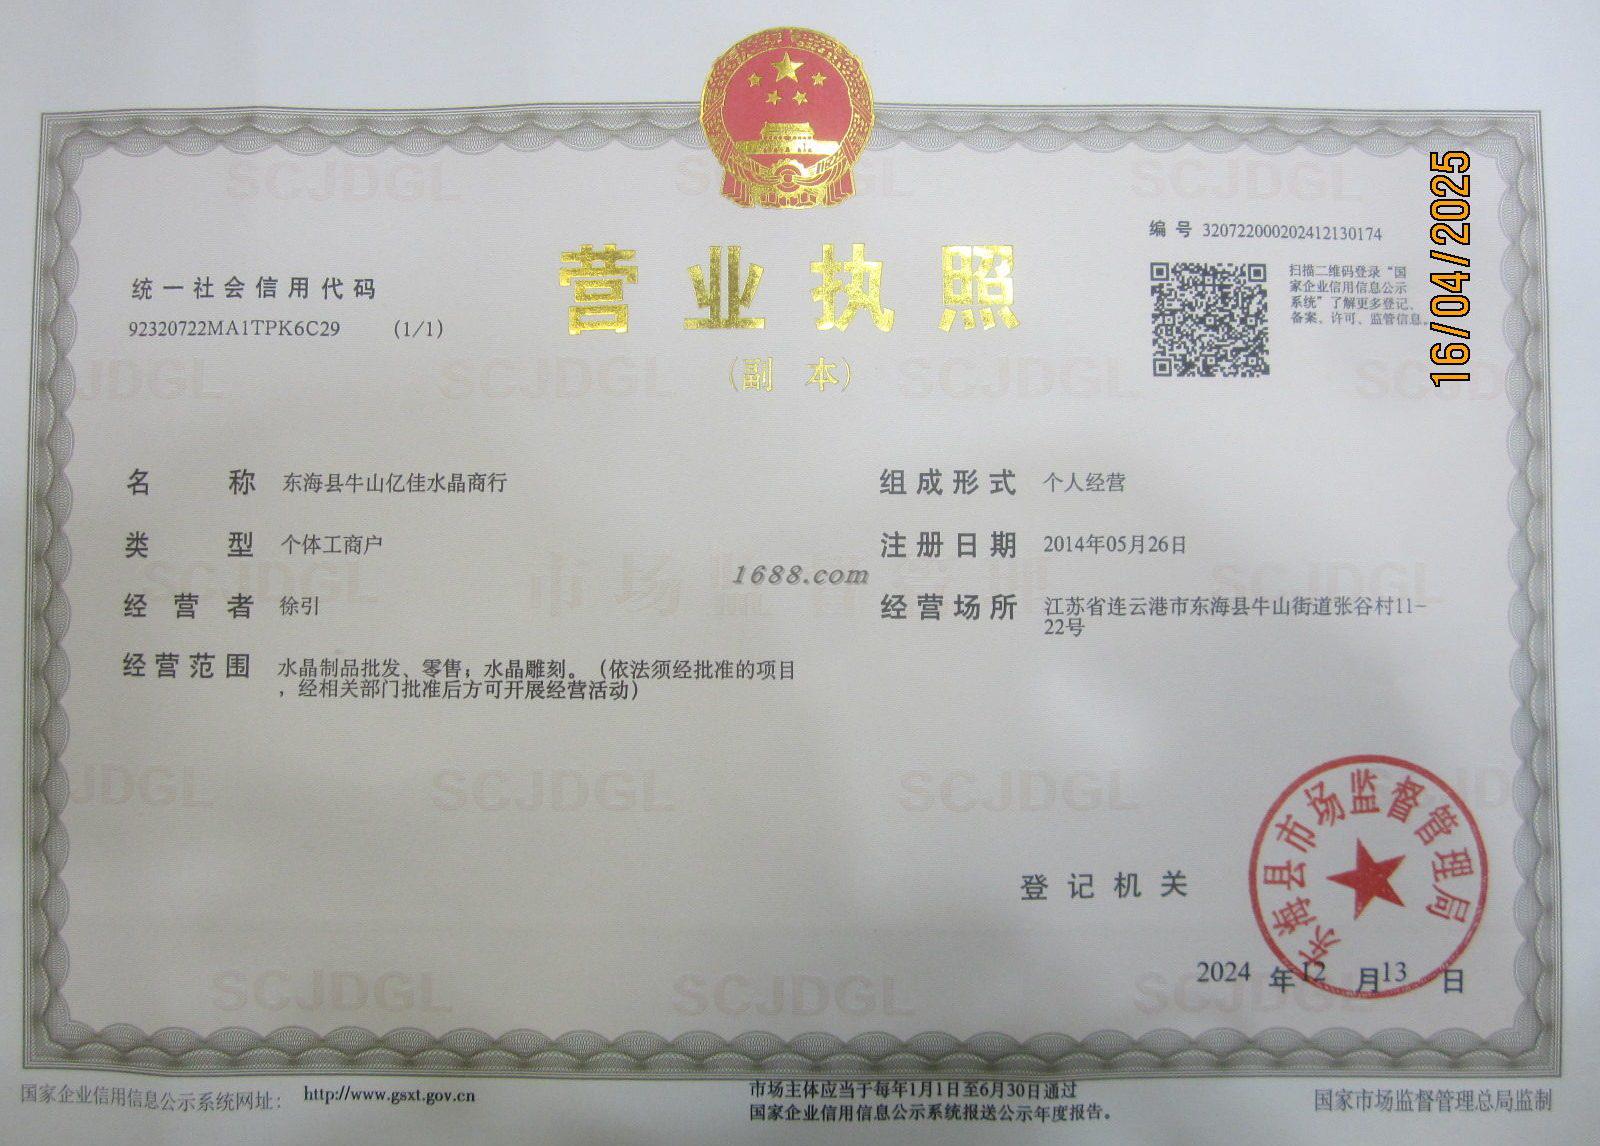 16/04/2025
营业执照
(副 本)
编号 320722000202412130174
扫描二维码登录“国
家企业信用信息公示
系统”了解更多登记、
备案、许可、监管信息。
统一社会信用代码
92320722MA1TPK6C29 (1/1)
名称 东海县牛山亿佳水晶商行
类型 个体工商户
经营者 徐引
经营范围 水晶制品批发、零售；水晶雕刻。（依法须经批准的项目
，经相关部门批准后方可开展经营活动）
组成形式 个人经营
注册日期 2014年05月26日
经营场所 江苏省连云港市东海县牛山街道张谷村11-
22号
1688.com
登记机关
东海县市场监督管理局
2024 年 12 月 13 日
国家企业信用信息公示系统网址： http://www.gsxt.gov.cn
市场主体应当于每年1月1日至6月30日通过
国家企业信用信息公示系统报送公示年度报告。
国家市场监督管理总局监制
SCJDGL